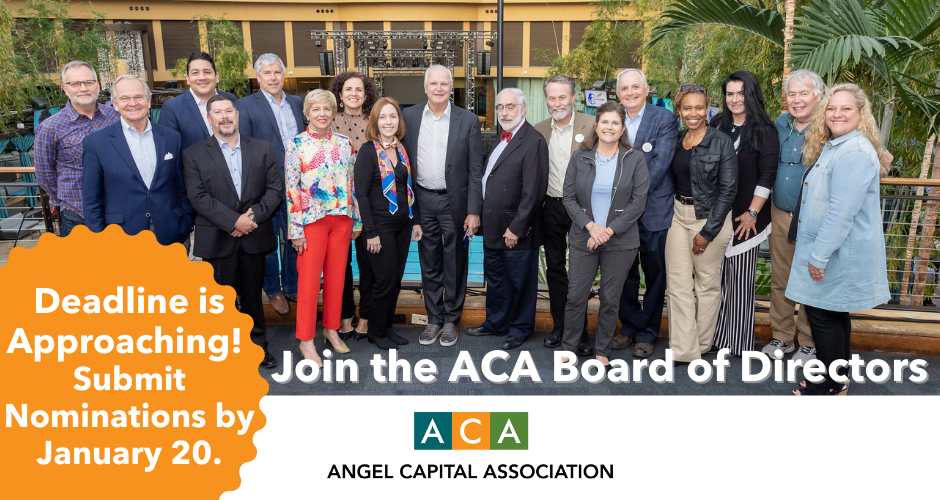 Deadline is
Approaching!
Submit
Nominations by
January 20.
Join the ACA Board of Directors
ACA
ANGEL CAPITAL ASSOCIATION